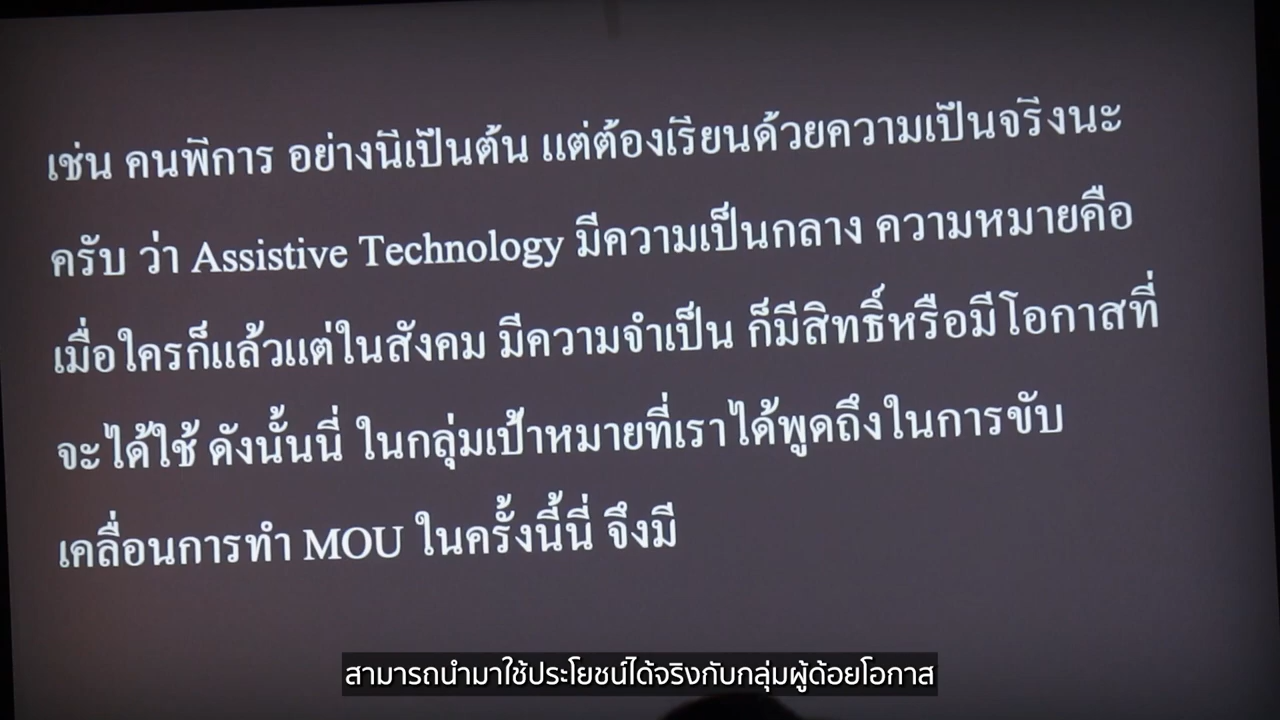 เช่น คนพิการ อย่างนี้เป็นต้น แต่ต้องเรียนด้วยความเป็นจริงนะ
ครับ ว่า Assistive Technology มีความเป็นกลาง ความหมายคือ
เมื่อใครก็แล้วแต่ในสังคม มีความจำเป็น ก็มีสิทธิ์หรือมีโอกาสที่
จะได้ใช้ ดังนั้นนี่ ในกลุ่มเป้าหมายที่เราได้พูดถึงในการขับ
เคลื่อนการทำ MOU ในครั้งนี้นี่ จึงมี
สามารถนำมาใช้ประโยชน์ได้จริงกับกลุ่มผู้ด้อยโอกาส